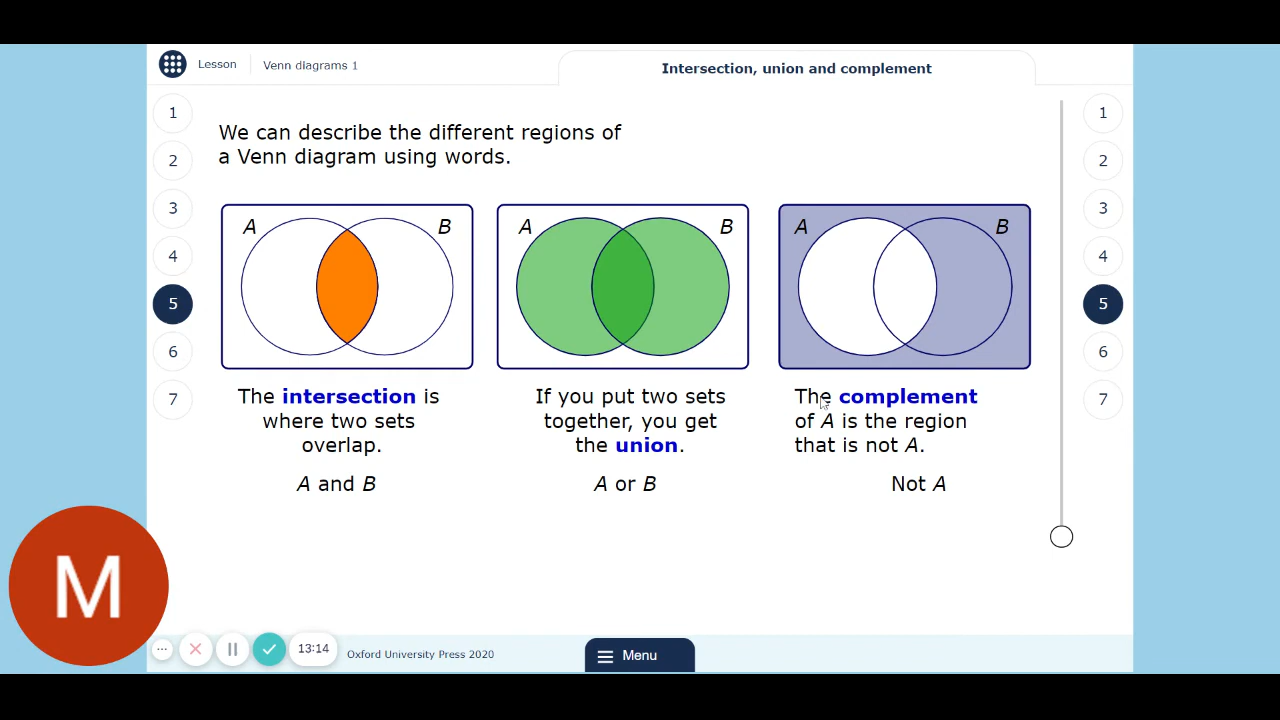 Lesson
Venn diagrams 1
Intersection, union and complement
1
2
3
4
5
6
7
We can describe the different regions of
a Venn diagram using words.
A
B
The intersection is
where two sets
overlap.
A and B
A
B
If you put two sets
together, you get
the union.
A or B
A
B
The complement
of A is the region
that is not A.
Not A
1
2
3
4
5
6
7
M
13:14
Oxford University Press 2020
Menu